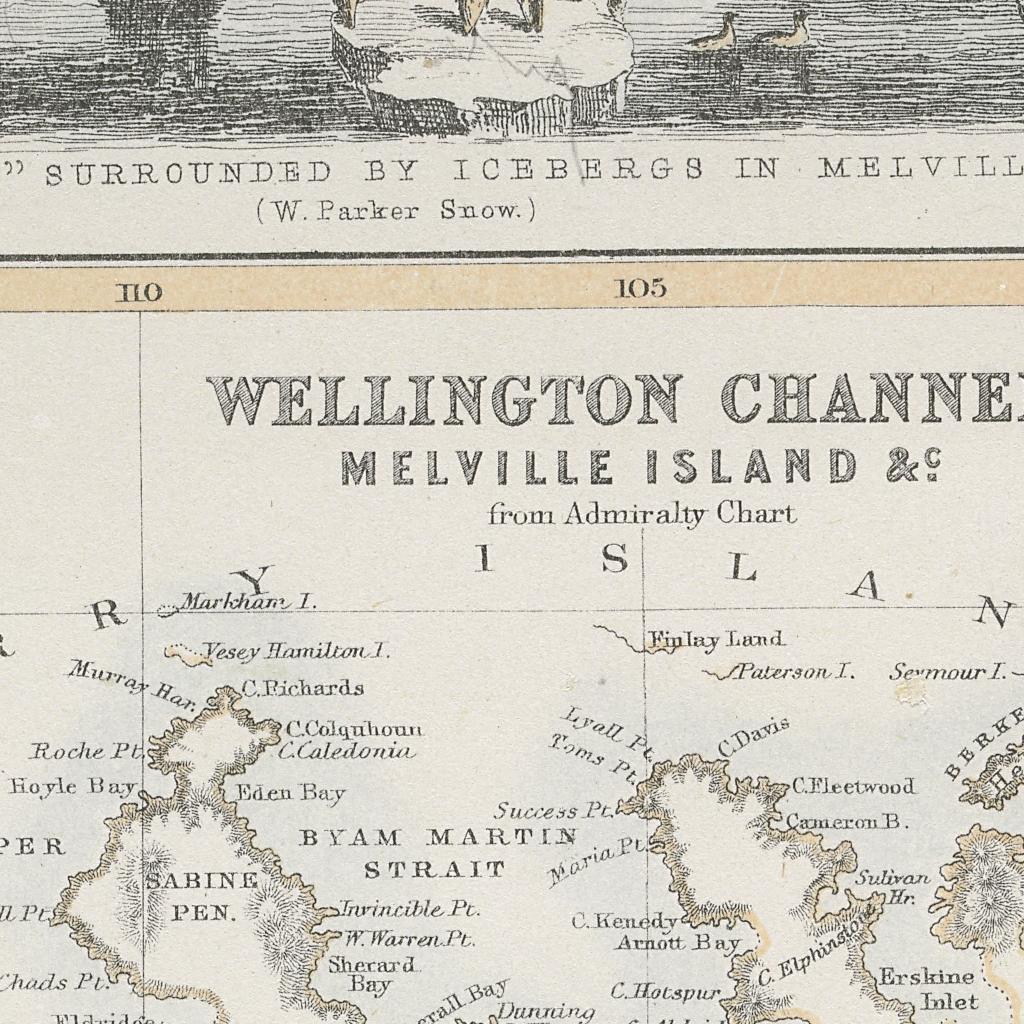 ” SURROUNDED BY ICEBERGS IN MELVILL
(W. Parker Snow.)
110 105
WELLINGTON CHANNE
MELVILLE ISLAND &c
from Admiralty Chart
R Y I S L A N
Markham I.
Vesey Hamilton I.
Finlay Land
Paterson I.
Seymour I.
Murray Har.
C. Richards
C. Colquhoun
C. Caledonia
Roche Pt.
Lyall Pt.
Toms Pt.
C. Davis
BERKE
He
Hoyle Bay
Eden Bay
Success Pt.
C. Fleetwood
Cameron B.
PER
BYAM MARTIN
STRAIT
Maria Pt.
SABINE
PEN.
Sulivan
Hr.
ll Pt.
Invincible Pt.
C. Kenedy
W. Warren Pt.
Arnott Bay
C. Elphinstone
Sherard
Bay
Chads Pt.
C. Hotspur
Erskine
Inlet
erall Bay
Dunning
Eldridge